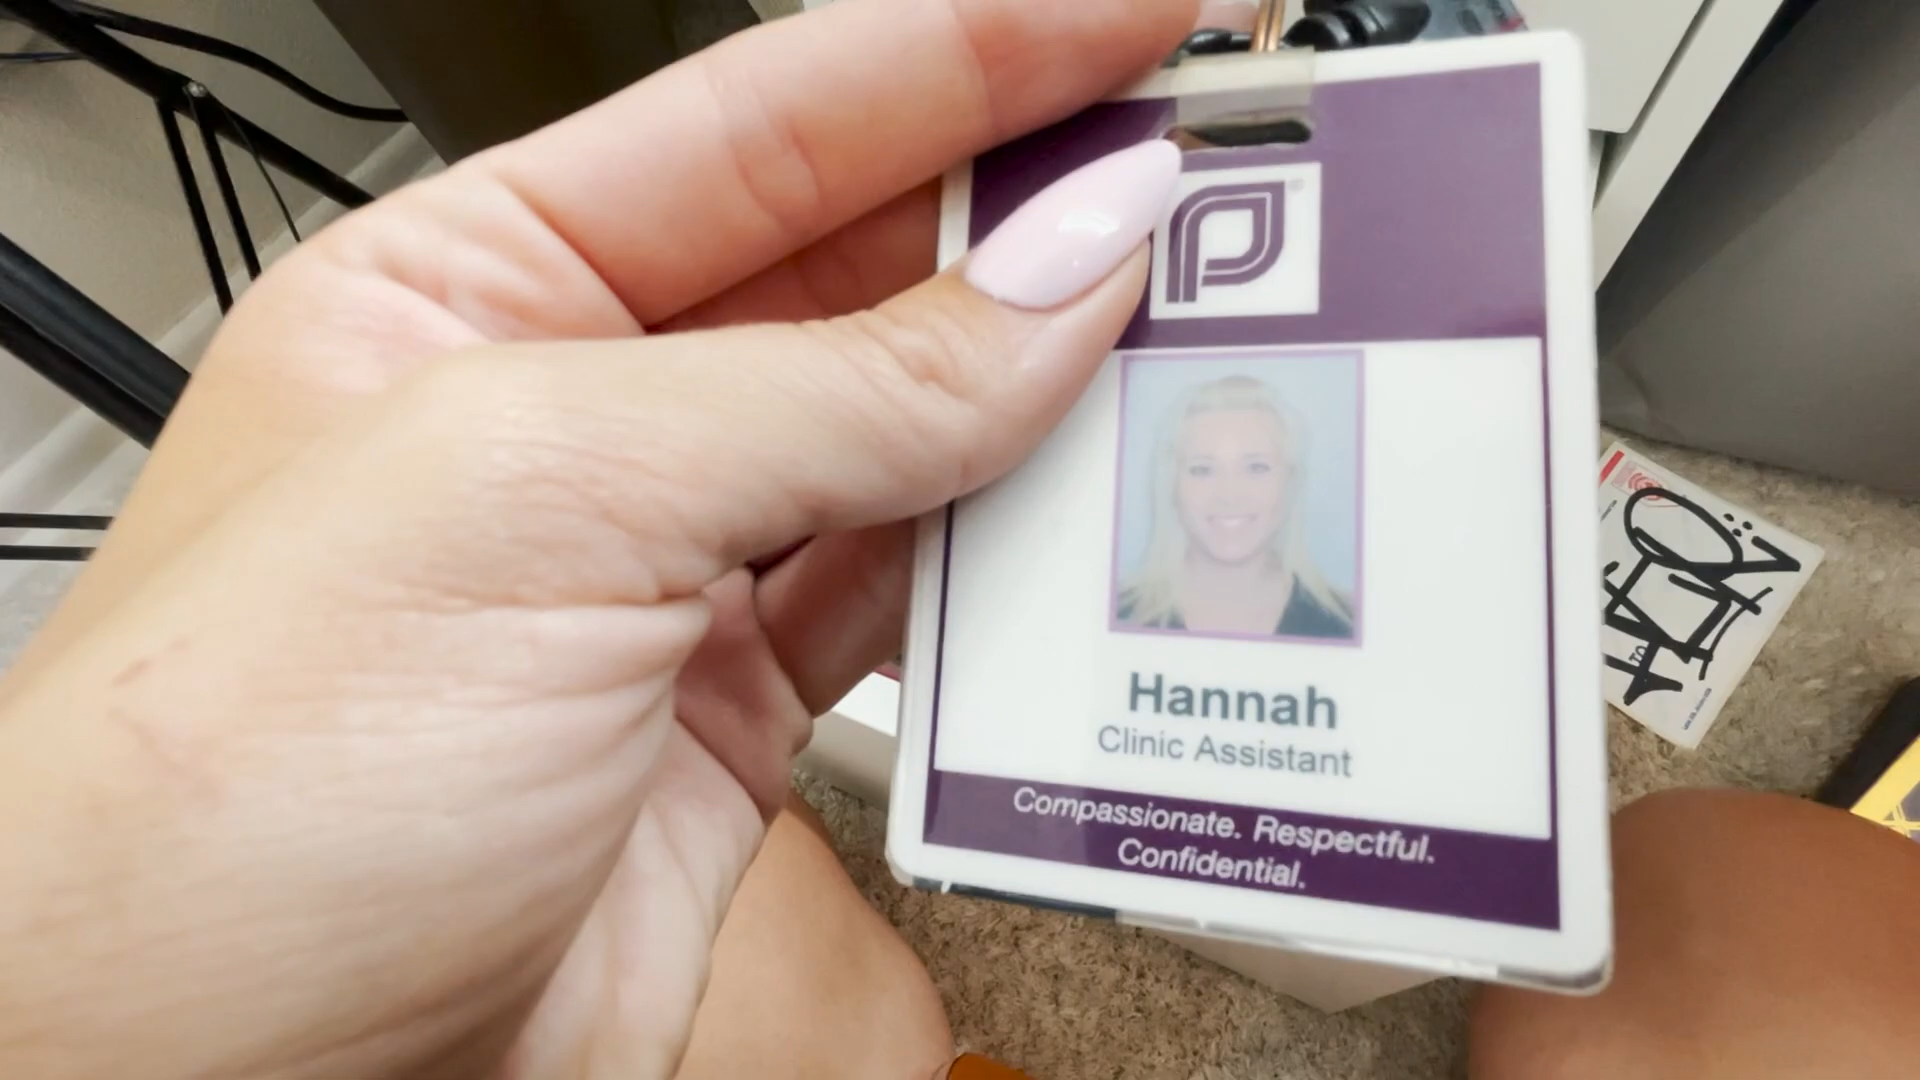 Hannah
Clinic Assistant
Compassionate. Respectful.
Confidential.